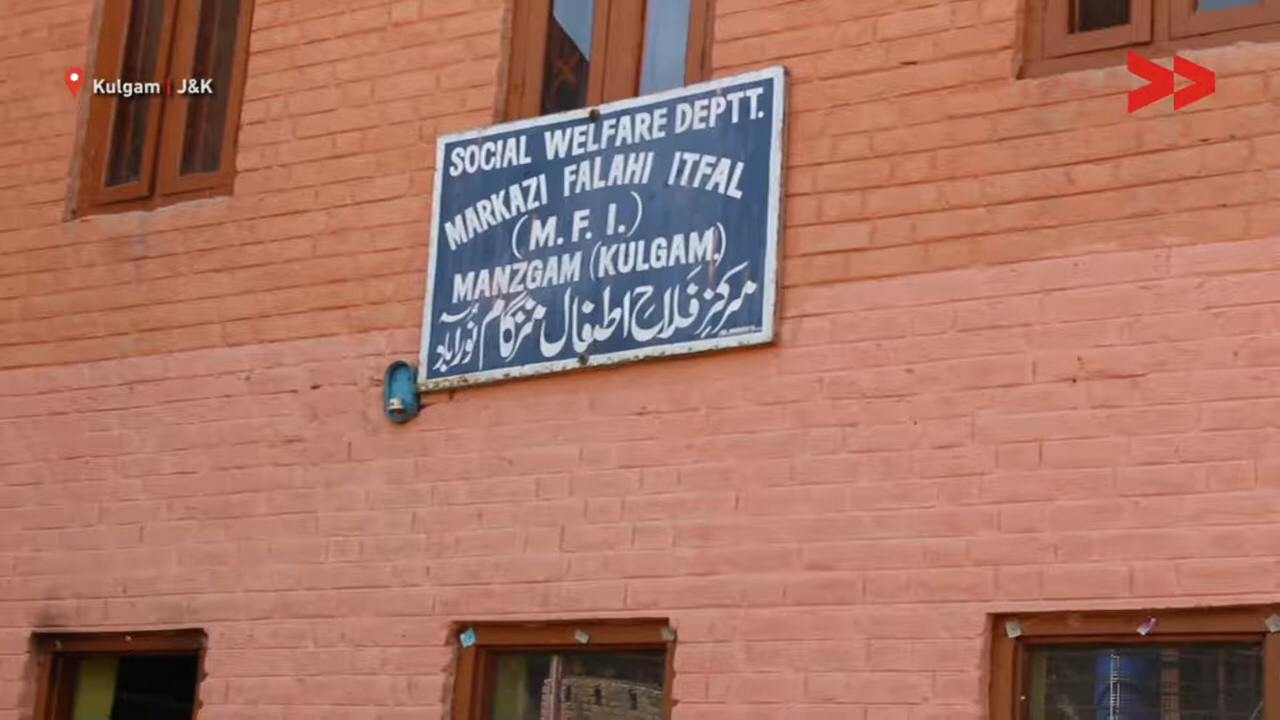 Kulgam | J&K
SOCIAL WELFARE DEPTT.
MARKAZI FALAHI ITFAL
(M. F. I.)
MANZGAM (KULGAM)
مرکز فلاح اطفال منزگام نورآباد